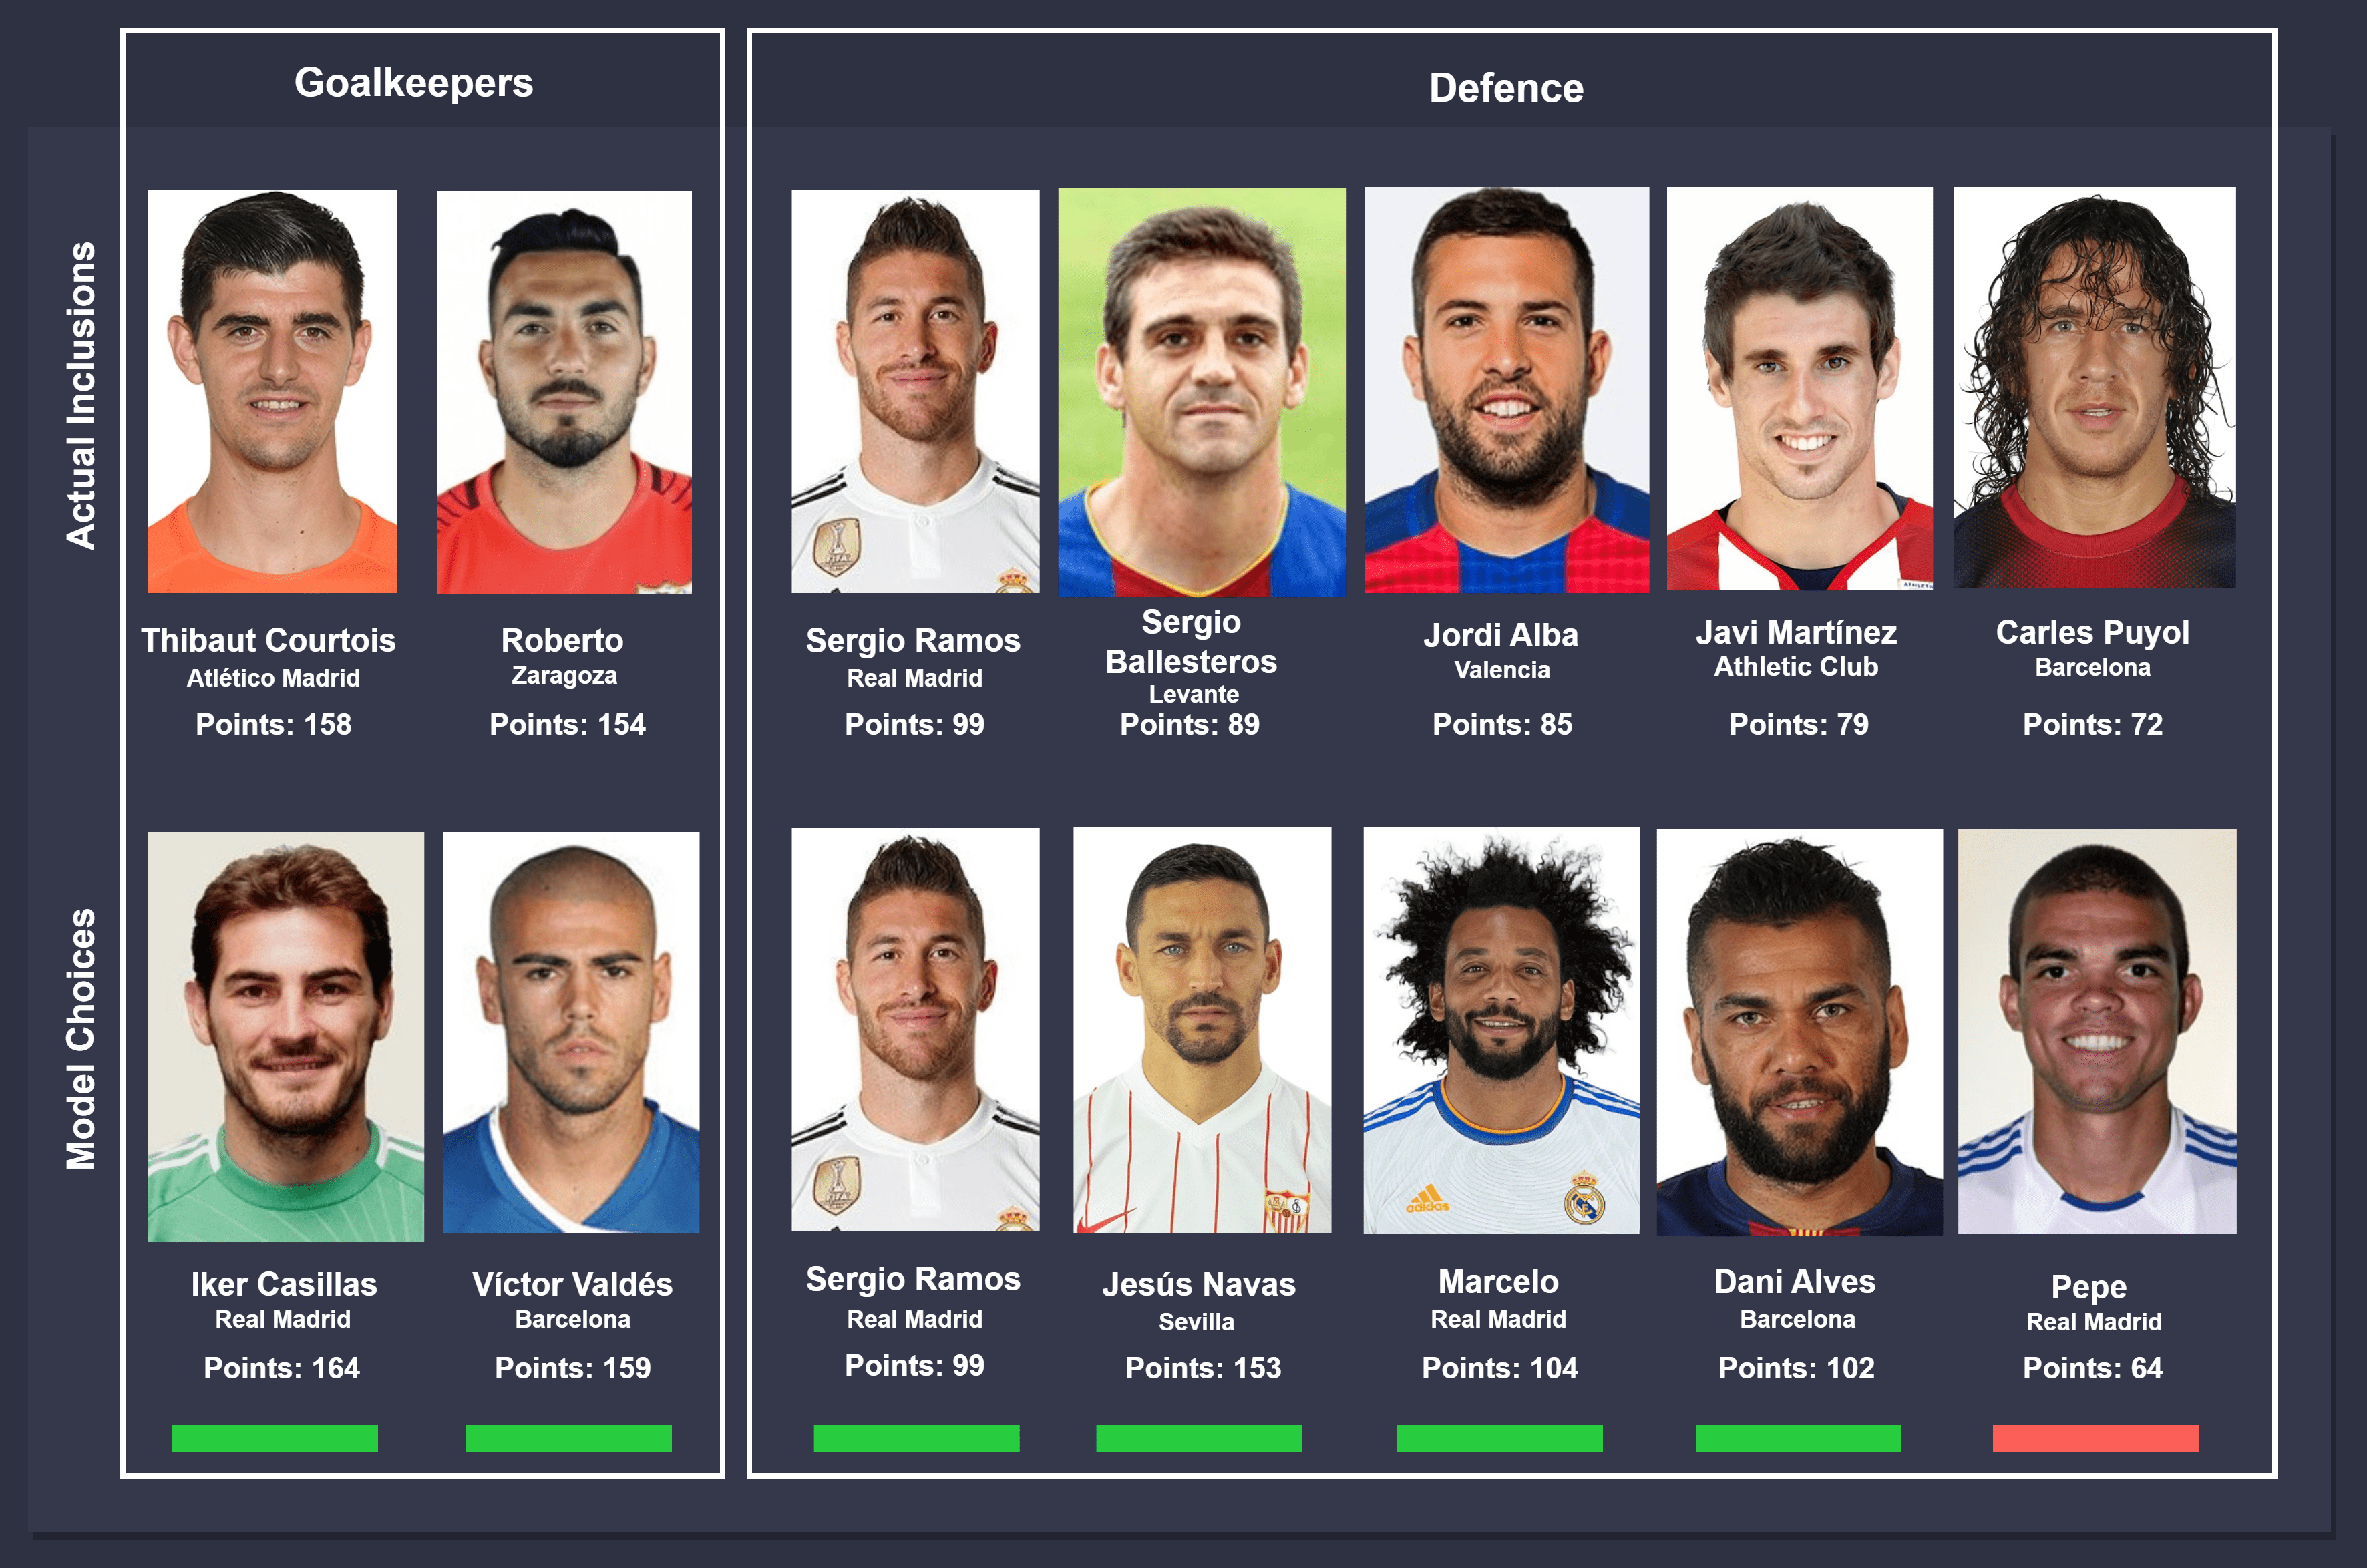 Goalkeepers
Defence
Actual Inclusions
Thibaut Courtois
Atlético Madrid
Points: 158
Roberto
Zaragoza
Points: 154
Sergio Ramos
Real Madrid
Points: 99
Sergio
Ballesteros
Levante
Points: 89
Jordi Alba
Valencia
Points: 85
Javi Martínez
Athletic Club
Points: 79
Carles Puyol
Barcelona
Points: 72
Model Choices
adidas
Iker Casillas
Real Madrid
Points: 164
Víctor Valdés
Barcelona
Points: 159
Sergio Ramos
Real Madrid
Points: 99
Jesús Navas
Sevilla
Points: 153
Marcelo
Real Madrid
Points: 104
Dani Alves
Barcelona
Points: 102
Pepe
Real Madrid
Points: 64